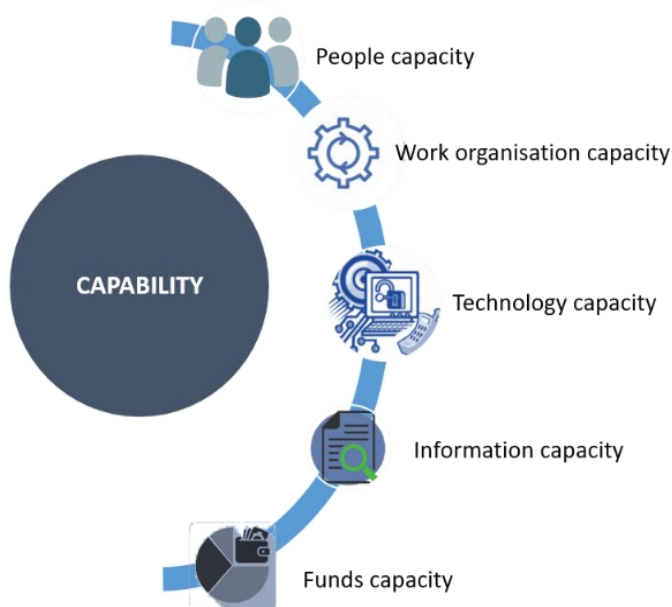 People capacity
Work organisation capacity
CAPABILITY
Technology capacity
Information capacity
Funds capacity